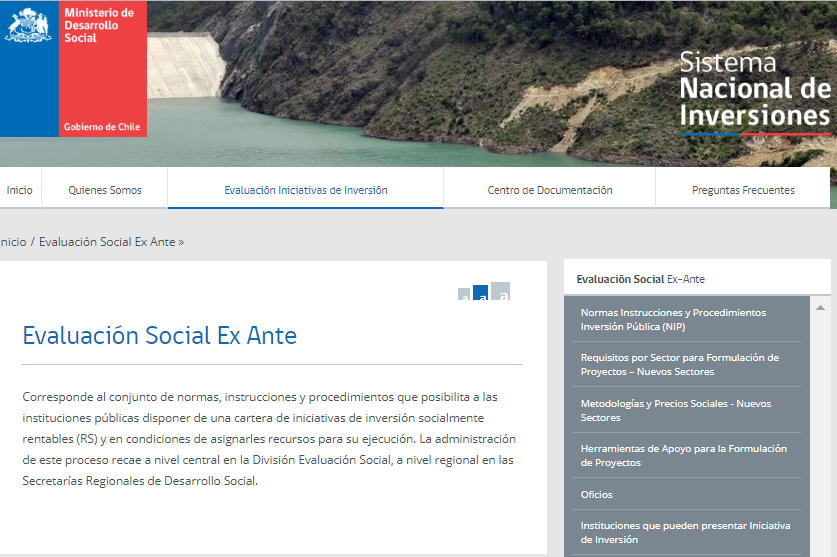 Ministerio de
Desarrollo
Social
Gobierno de Chile
Sistema
Nacional de
Inversiones
Inicio
Quienes Somos
Evaluación Iniciativas de Inversión
Centro de Documentación
Preguntas Frecuentes
nicio / Evaluación Social Ex Ante »
a a a
Evaluación Social Ex Ante
Corresponde al conjunto de normas, instrucciones y procedimientos que posibilita a las
instituciones públicas disponer de una cartera de iniciativas de inversión socialmente
rentables (RS) y en condiciones de asignarles recursos para su ejecución. La administración
de este proceso recae a nivel central en la División Evaluación Social, a nivel regional en las
Secretarías Regionales de Desarrollo Social.
Evaluación Social Ex-Ante
Normas Instrucciones y Procedimientos
Inversión Pública (NIP)
Requisitos por Sector para Formulación de
Proyectos – Nuevos Sectores
Metodologías y Precios Sociales - Nuevos
Sectores
Herramientas de Apoyo para la Formulación
de Proyectos
Oficios
Instituciones que pueden presentar Iniciativa
de Inversión